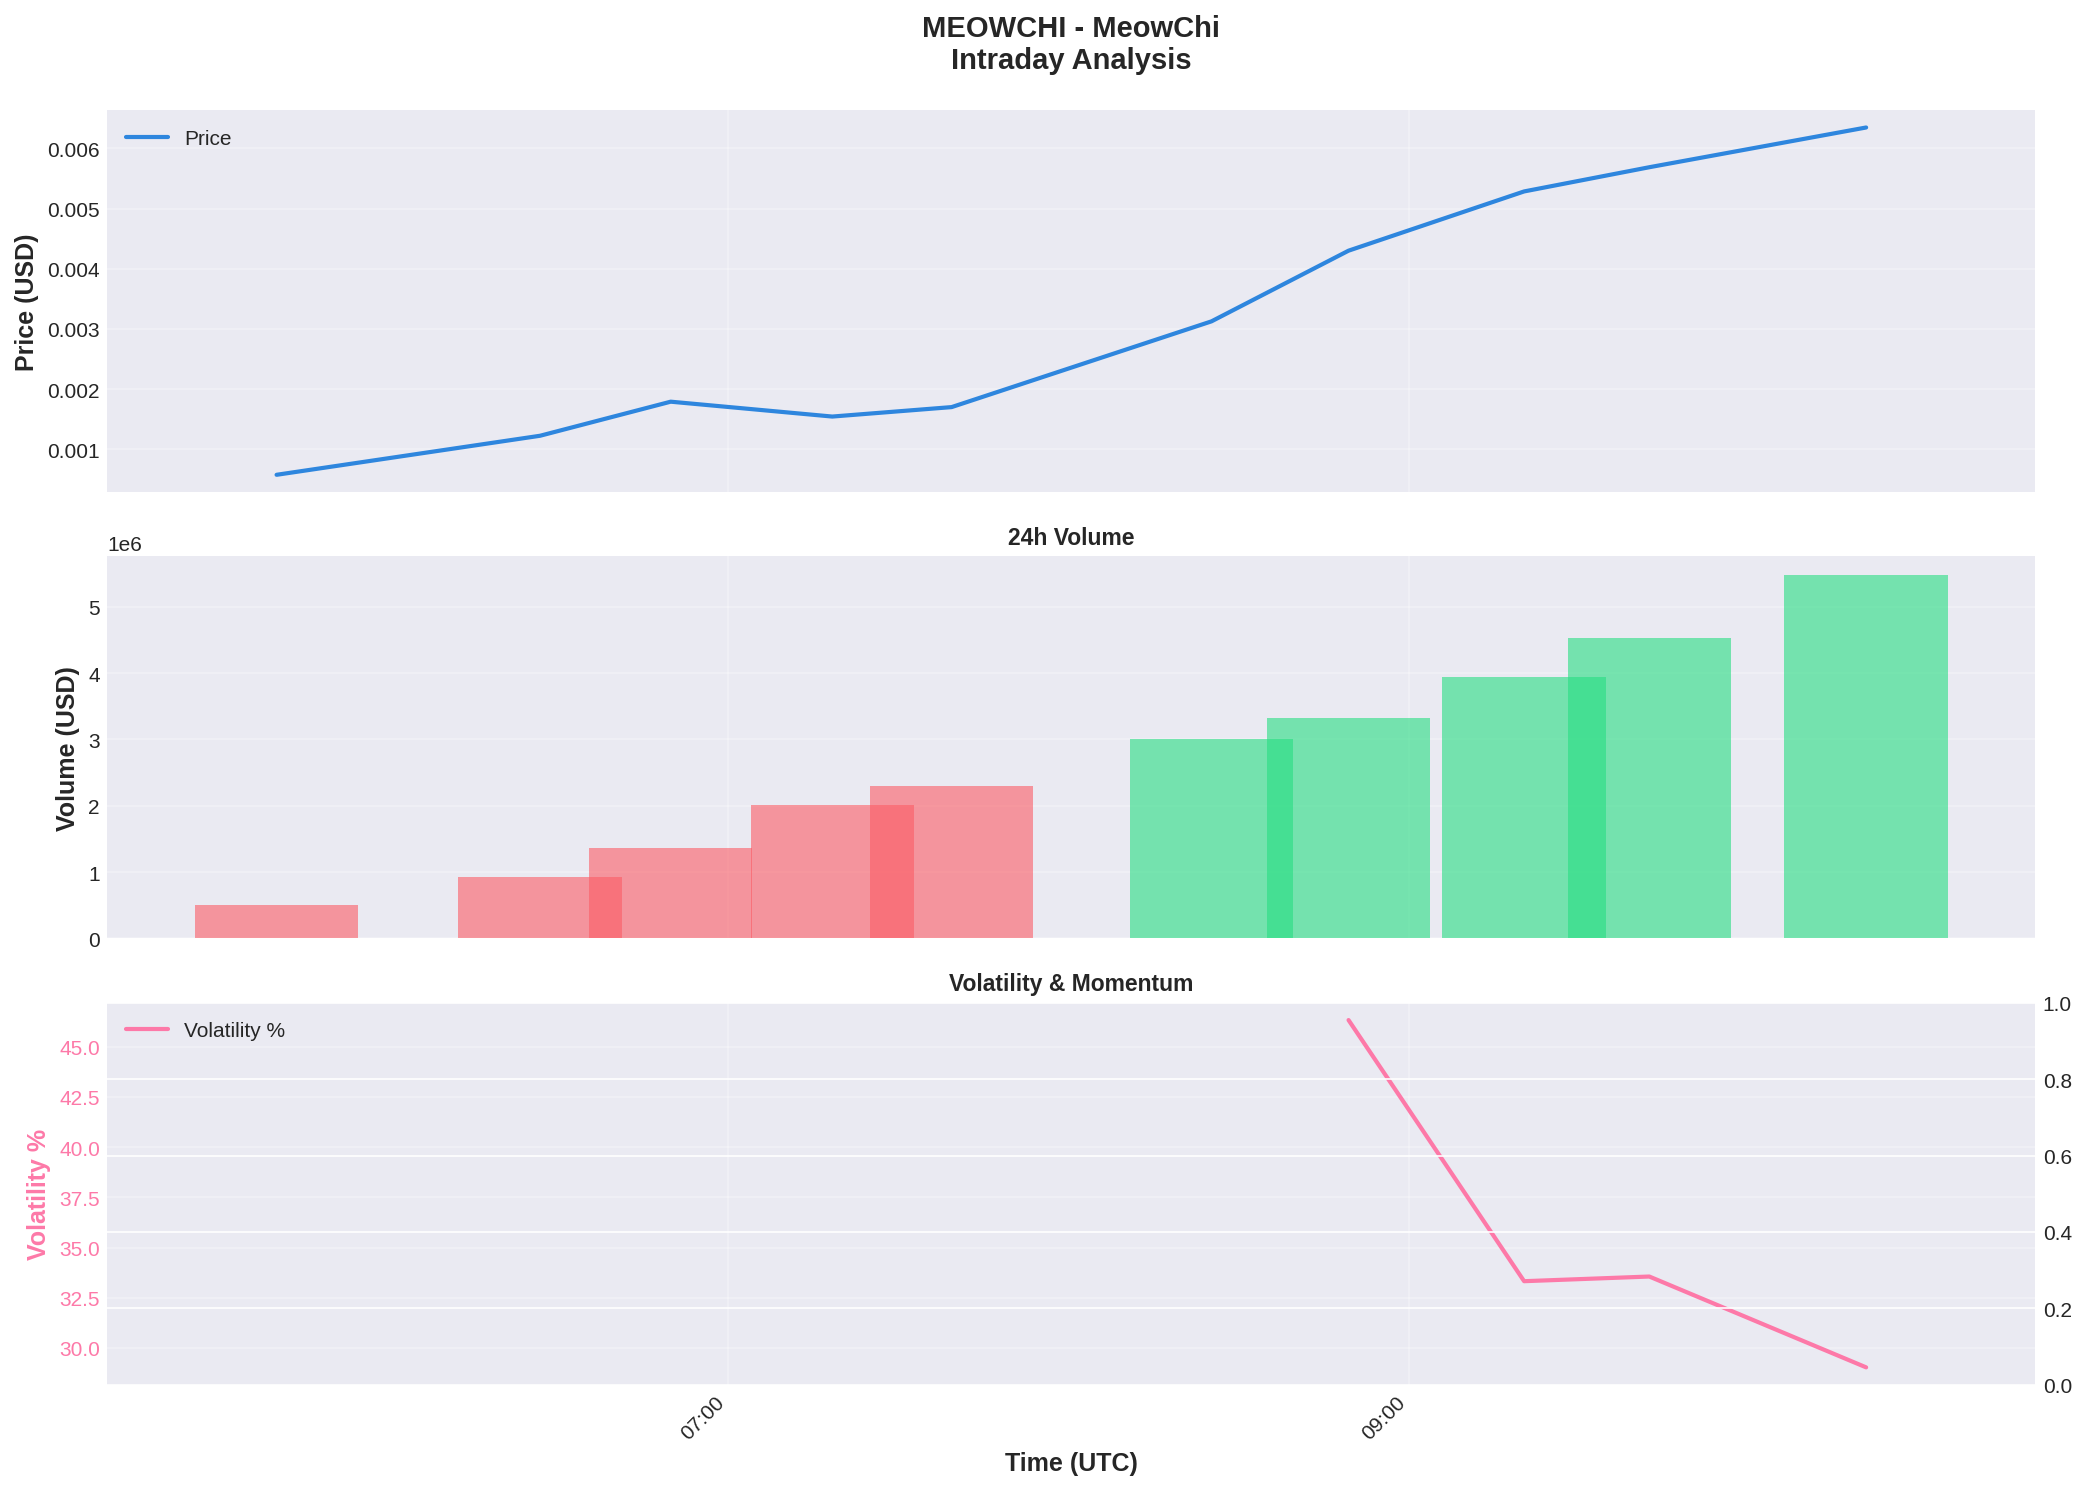 MEOWCHI - MeowChi
Intraday Analysis
Price
0.006
0.005
0.004
0.003
0.002
0.001
Price (USD)
24h Volume
1e6
5
4
3
2
1
0
Volume (USD)
Volatility & Momentum
Volatility %
45.0
42.5
40.0
37.5
35.0
32.5
30.0
Volatility %
1.0
0.8
0.6
0.4
0.2
0.0
07:00
09:00
Time (UTC)